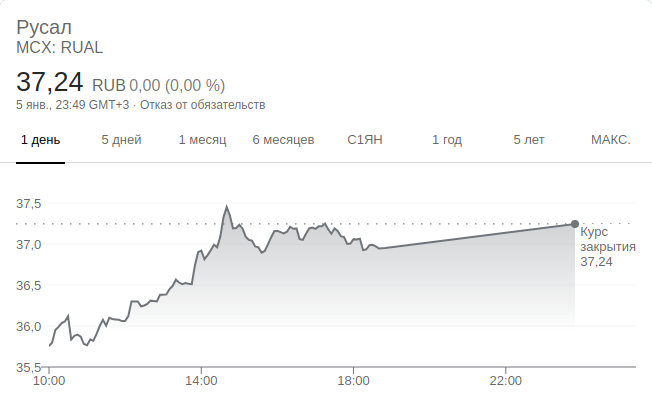 Русал
MCX: RUAL
37,24 RUB 0,00 (0,00 %)
5 янв., 23:49 GMT+3 · Отказ от обязательств
1 день 5 дней 1 месяц 6 месяцев С1ЯН 1 год 5 лет МАКС.
37,5
37,0
36,5
36,0
35,5
Курс
закрытия
37,24
10:00 14:00 18:00 22:00